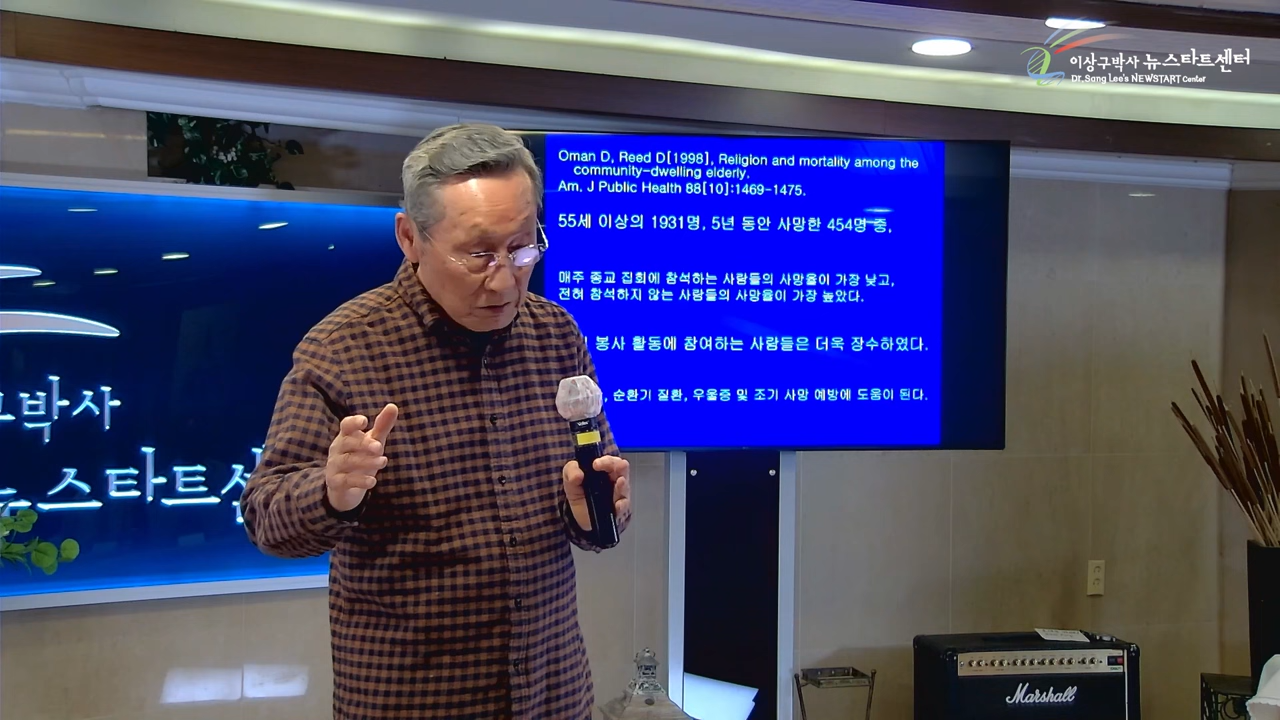 이상구박사 뉴스타트센터
Dr. Sang Lee's NEWSTART Center
Oman D, Reed D[1998], Religion and mortality among the
community-dwelling elderly.
Am. J Public Health 88[10]:1469-1475.
55세 이상의 1931명, 5년 동안 사망한 454명 중,
매주 종교 집회에 참석하는 사람들의 사망율이 가장 낮고,
전혀 참석하지 않는 사람들의 사망율이 가장 높았다.
봉사 활동에 참여하는 사람들은 더욱 장수하였다.
, 순환기 질환, 우울증 및 조기 사망 예방에 도움이 된다.
구박사
뉴스타트센
Marshall